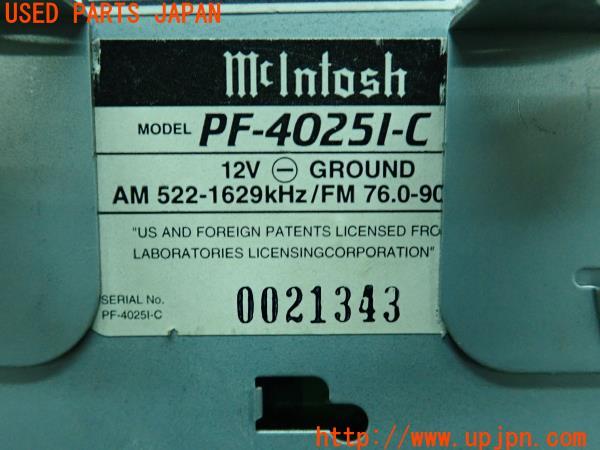 USED PARTS JAPAN
McIntosh
MODEL PF-4025I-C
12V ⊖ GROUND
AM 522-1629kHz/FM 76.0-90
"US AND FOREIGN PATENTS LICENSED FRO
LABORATORIES LICENSINGCORPORATION"
SERIAL No.
PF-4025I-C
0021343
http://www.upjpn.com/